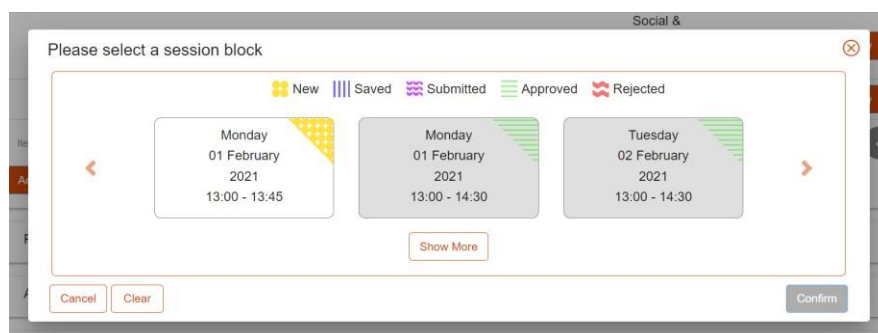 Social &
Please select a session block
New Saved Submitted Approved Rejected
Monday
01 February
2021
13:00 - 13:45
Monday
01 February
2021
13:00 - 14:30
Tuesday
02 February
2021
13:00 - 14:30
Show More
Cancel Clear Confirm